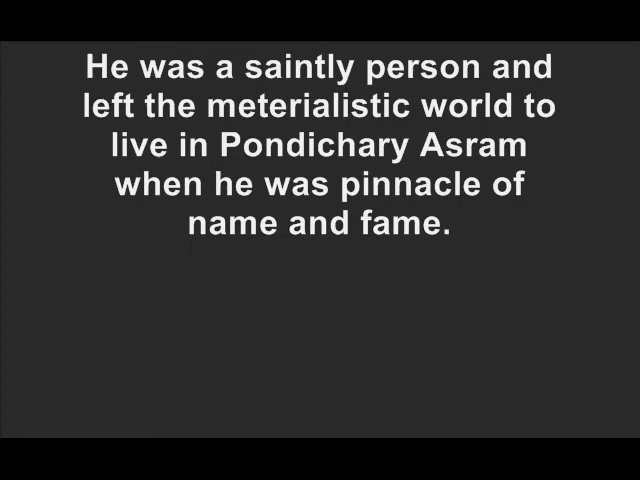 He was a saintly person and
left the meterialistic world to
live in Pondichary Asram
when he was pinnacle of
name and fame.